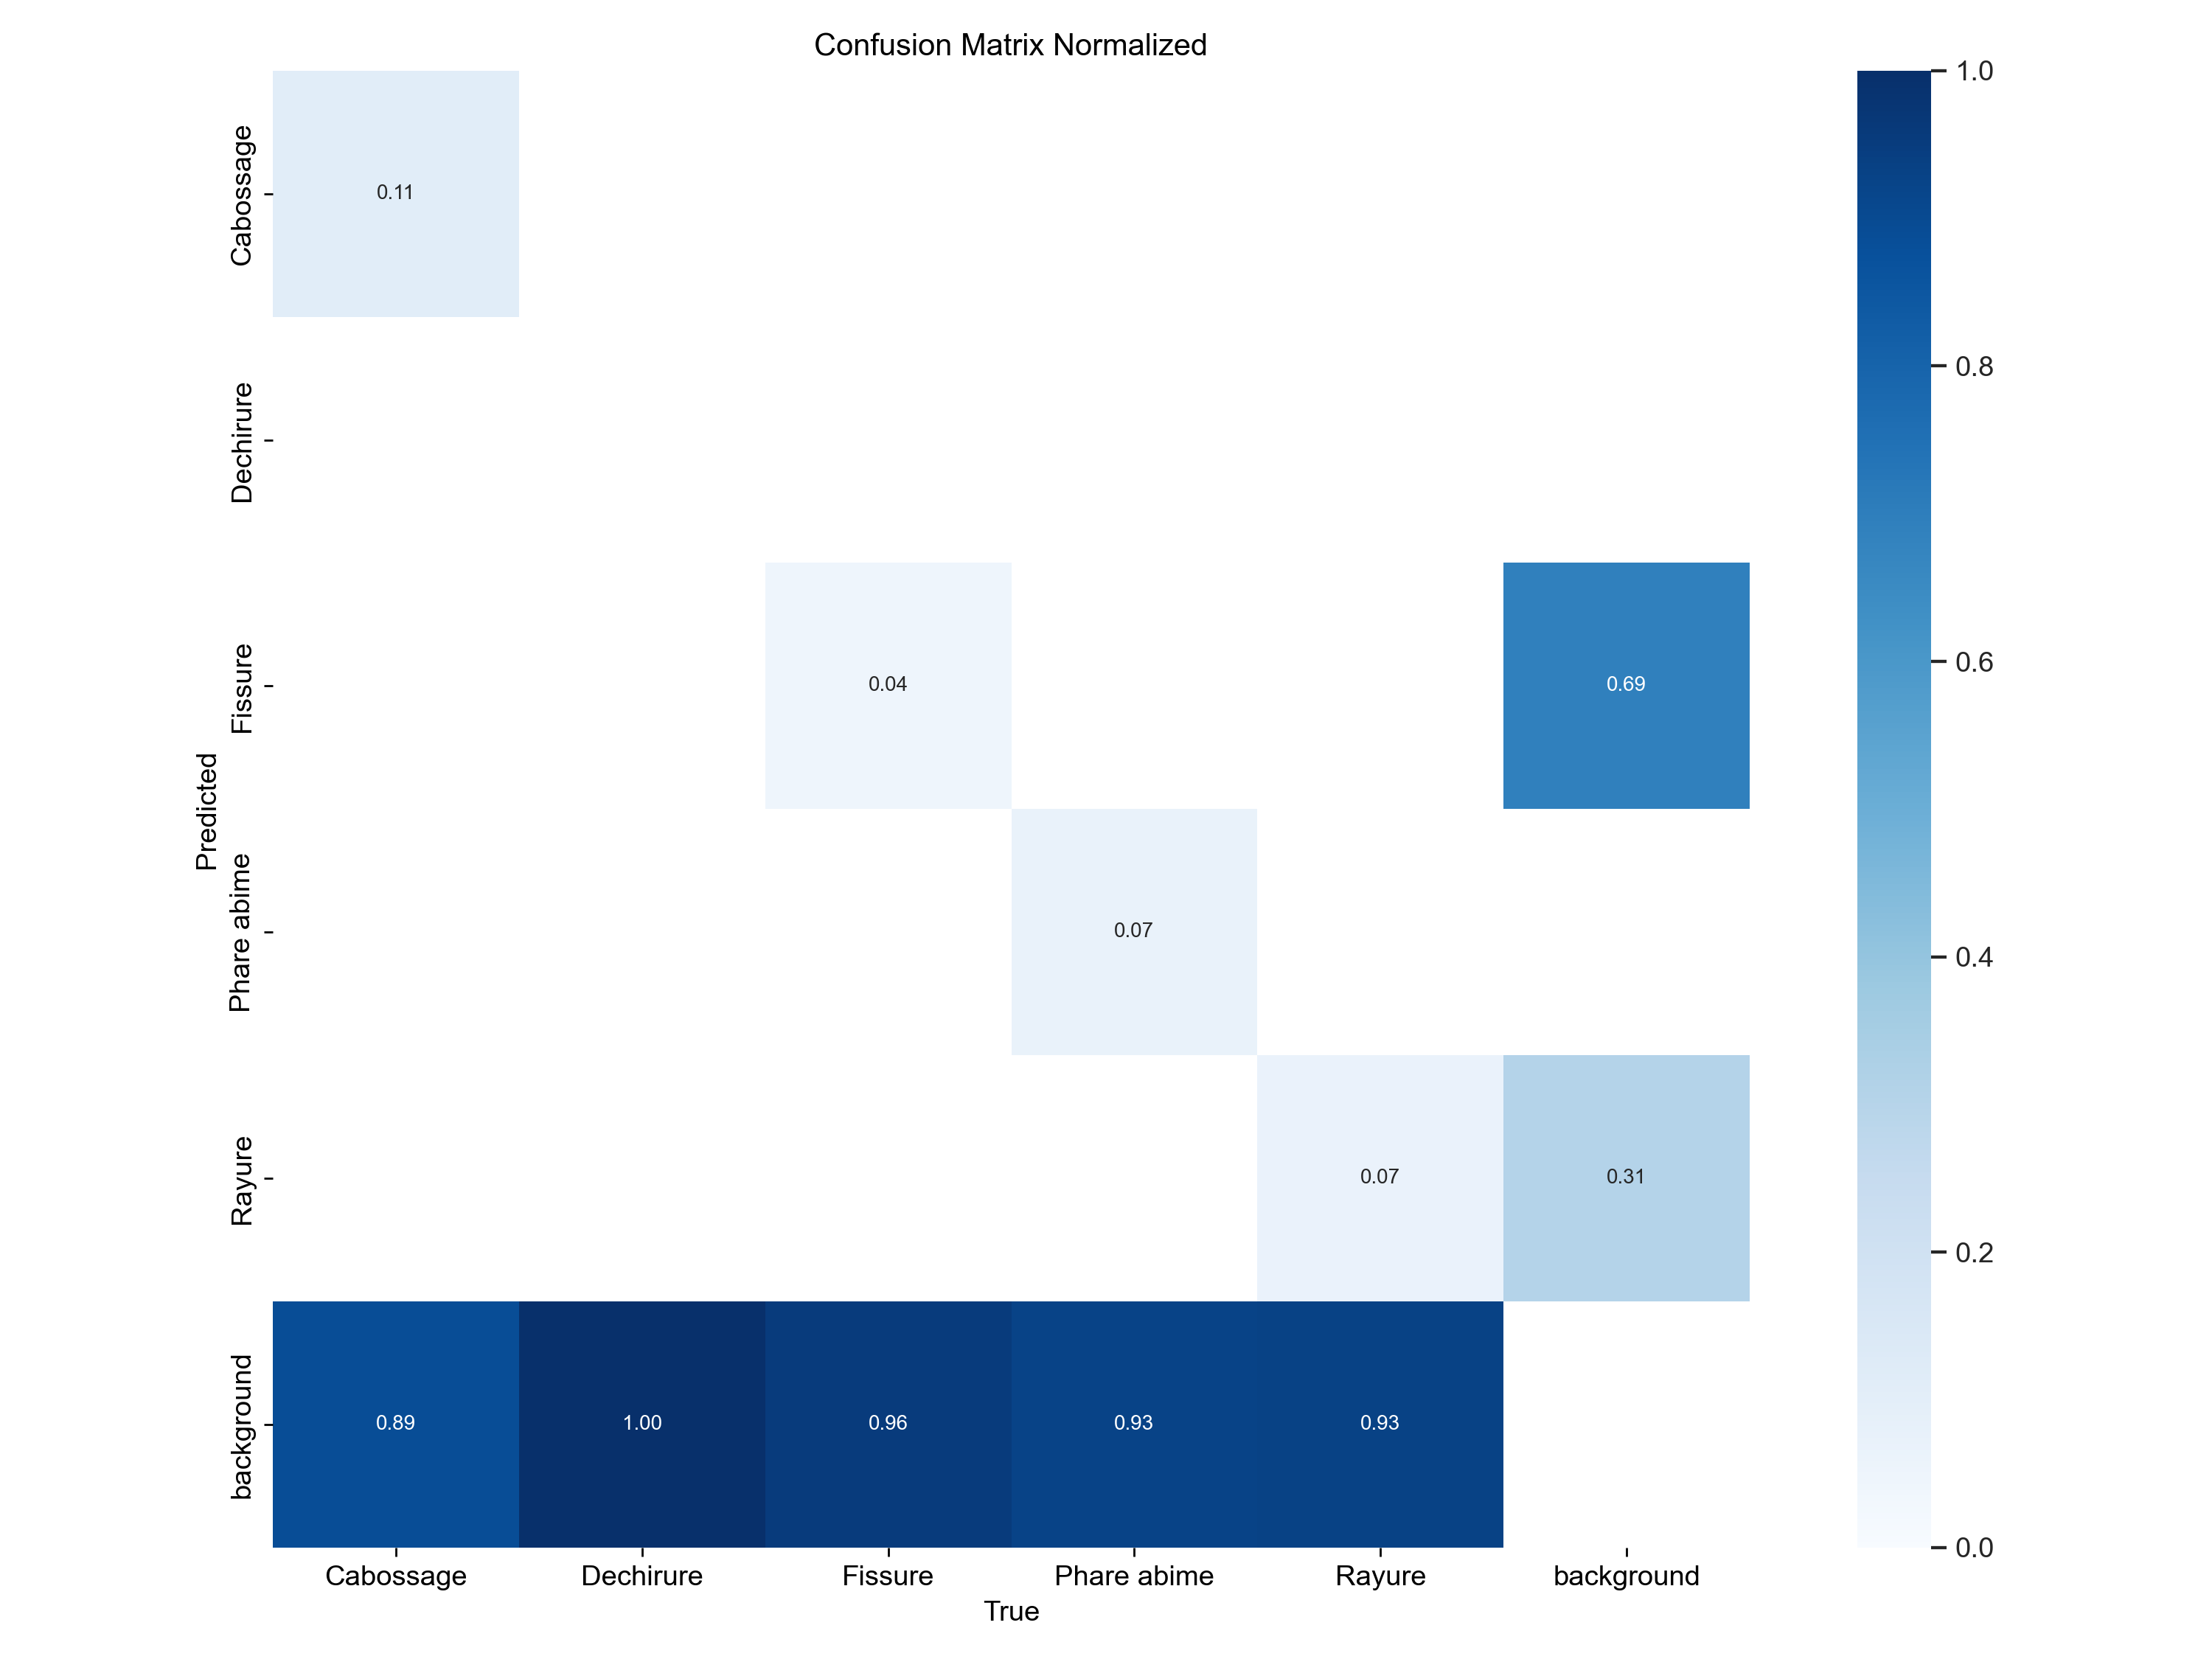 Confusion Matrix Normalized
1.0
Cabossage
0.11
0.8
Dechirure
0.6
Fissure
0.04
0.69
Predicted
0.4
Phare abime
0.07
0.2
Rayure
0.07
0.31
background
0.89
1.00
0.96
0.93
0.93
0.0
Cabossage
Dechirure
Fissure
Phare abime
Rayure
background
True